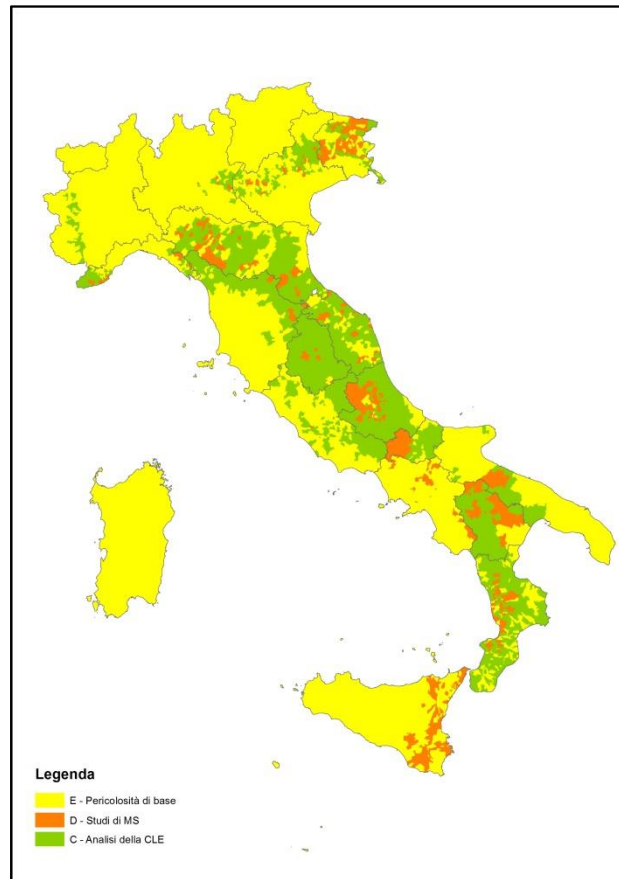 Legenda
E - Pericolosità di base
D - Studi di MS
C - Analisi della CLE